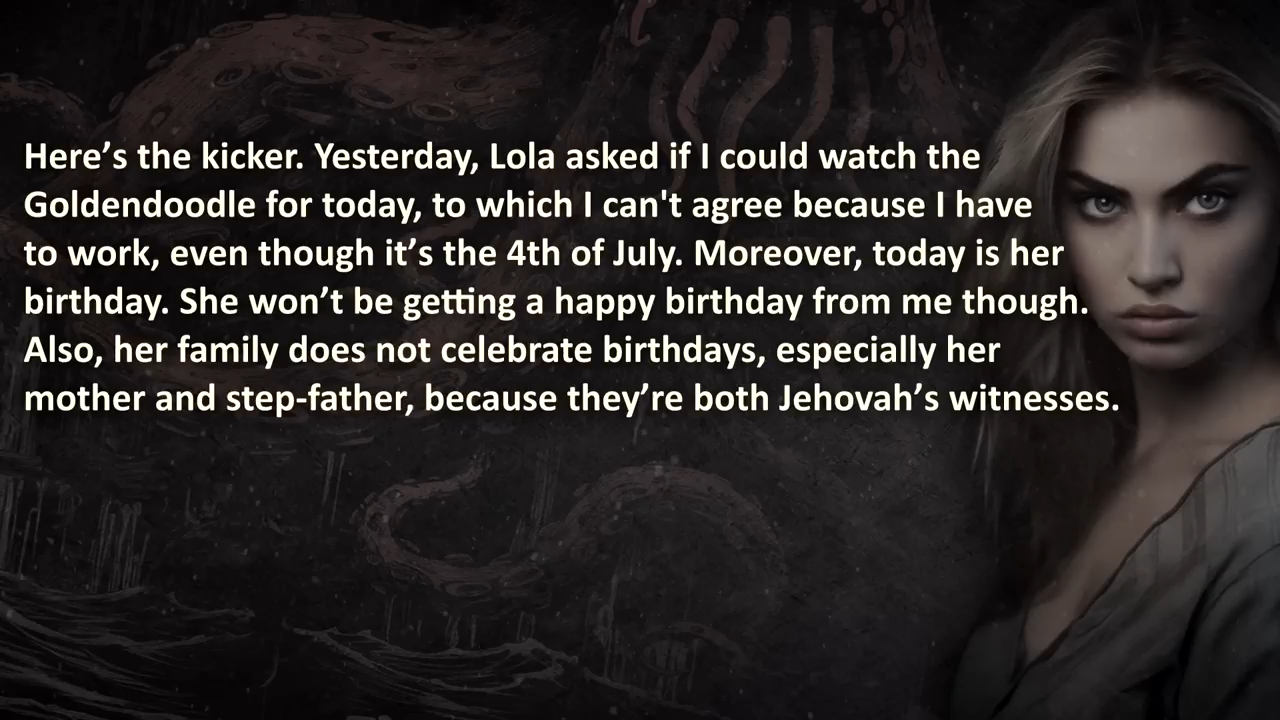 Here’s the kicker. Yesterday, Lola asked if I could watch the
Goldendoodle for today, to which I can't agree because I have
to work, even though it’s the 4th of July. Moreover, today is her
birthday. She won’t be getting a happy birthday from me though.
Also, her family does not celebrate birthdays, especially her
mother and step-father, because they’re both Jehovah’s witnesses.